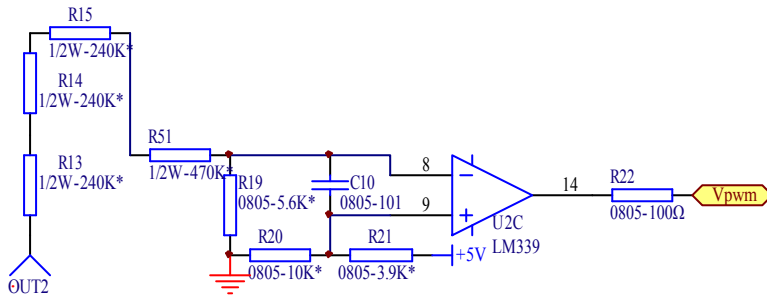 R15
1/2W-240K*
R14
1/2W-240K*
R13
1/2W-240K*
OUT2
R51
1/2W-470K*
R19
0805-5.6K*
C10
0805-101
R20
0805-10K*
R21
0805-3.9K*
+5V
8
9
14
U2C
LM339
R22
0805-100Ω
Vpwm